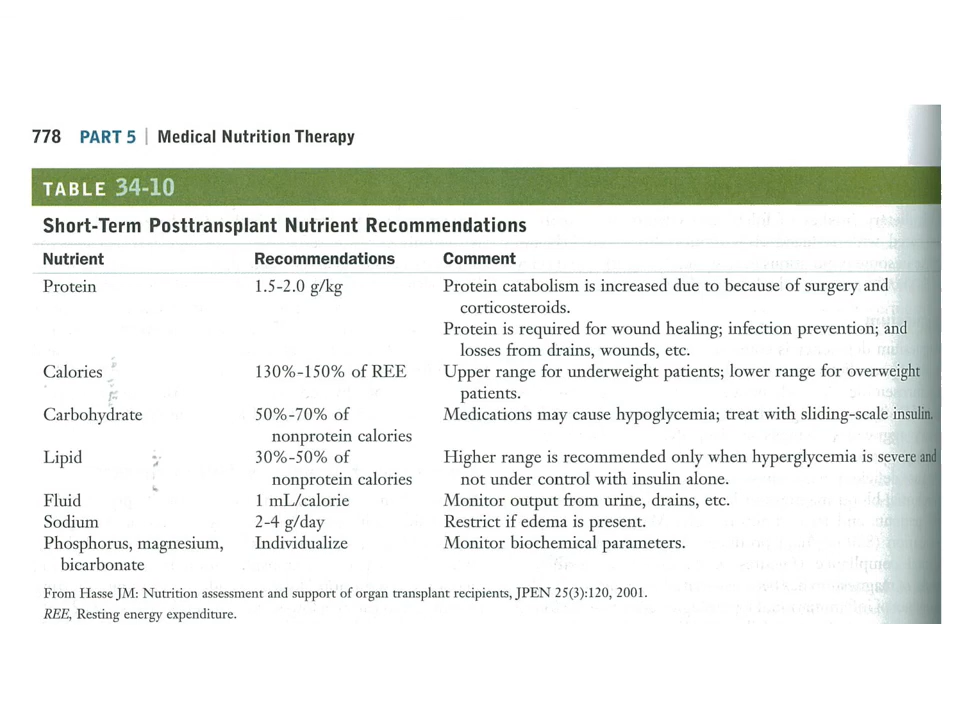 778 PART 5 | Medical Nutrition Therapy
TABLE 34-10
Short-Term Posttransplant Nutrient Recommendations
Nutrient Recommendations Comment
Protein 1.5-2.0 g/kg Protein catabolism is increased due to because of surgery and
corticosteroids.
Protein is required for wound healing; infection prevention; and
losses from drains, wounds, etc.
Calories 130%-150% of REE Upper range for underweight patients; lower range for overweight
patients.
Carbohydrate 50%-70% of Medications may cause hypoglycemia; treat with sliding-scale insulin.
nonprotein calories
Lipid 30%-50% of Higher range is recommended only when hyperglycemia is severe and
nonprotein calories not under control with insulin alone.
Fluid 1 mL/calorie Monitor output from urine, drains, etc.
Sodium 2-4 g/day Restrict if edema is present.
Phosphorus, magnesium, Individualize Monitor biochemical parameters.
bicarbonate
From Hasse JM: Nutrition assessment and support of organ transplant recipients, JPEN 25(3):120, 2001.
REE, Resting energy expenditure.